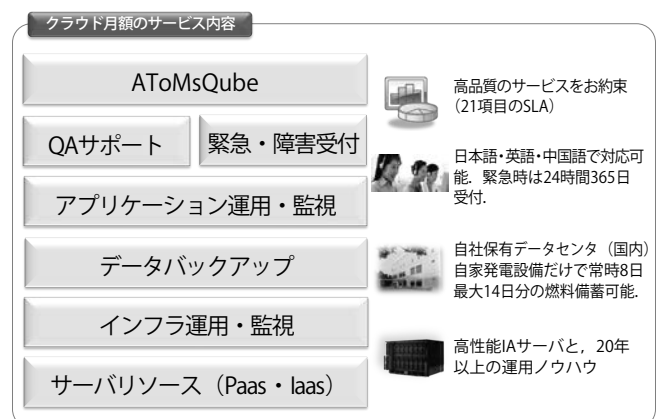 クラウド月額のサービス内容
AToMsQube
QAサポート
緊急・障害受付
アプリケーション運用・監視
データバックアップ
インフラ運用・監視
サーバリソース（Paas・Iaas）
高品質のサービスをお約束
（21項目のSLA）
日本語・英語・中国語で対応可
能．緊急時は24時間365日
受付．
自社保有データセンタ（国内）
自家発電設備だけで常時8日
最大14日分の燃料備蓄可能．
高性能IAサーバと，20年
以上の運用ノウハウ